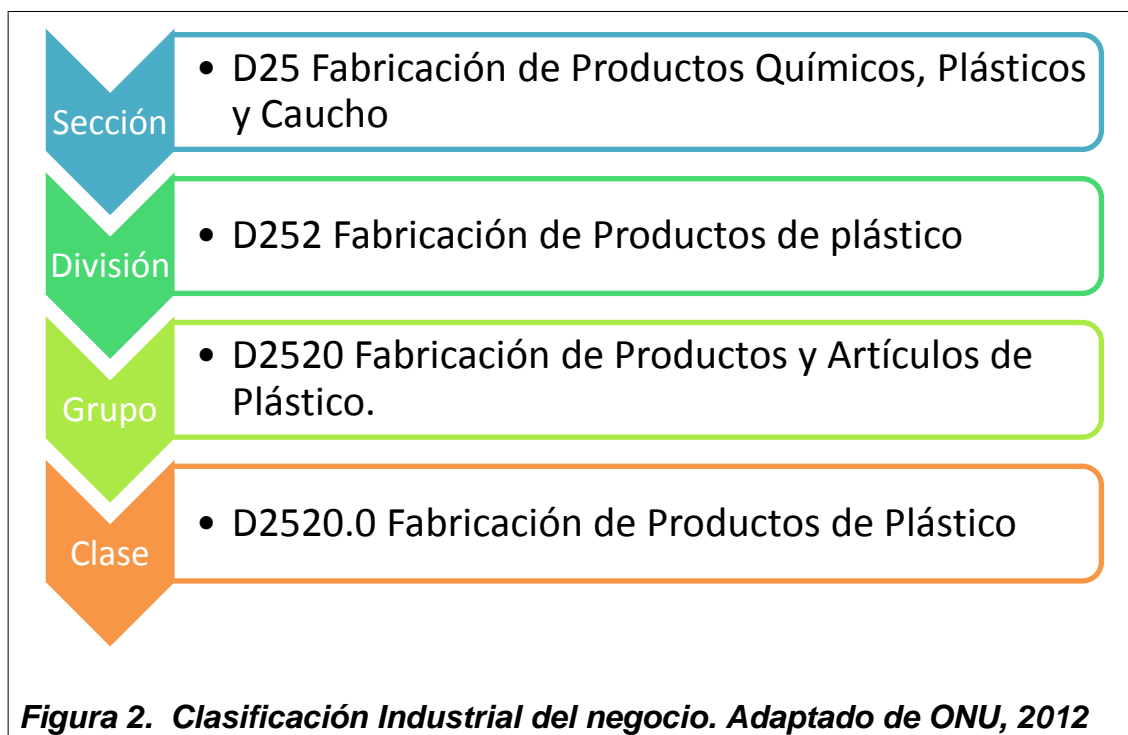 Sección
• D25 Fabricación de Productos Químicos, Plásticos
y Caucho
División
• D252 Fabricación de Productos de plástico
Grupo
• D2520 Fabricación de Productos y Artículos de
Plástico.
Clase
• D2520.0 Fabricación de Productos de Plástico
Figura 2. Clasificación Industrial del negocio. Adaptado de ONU, 2012